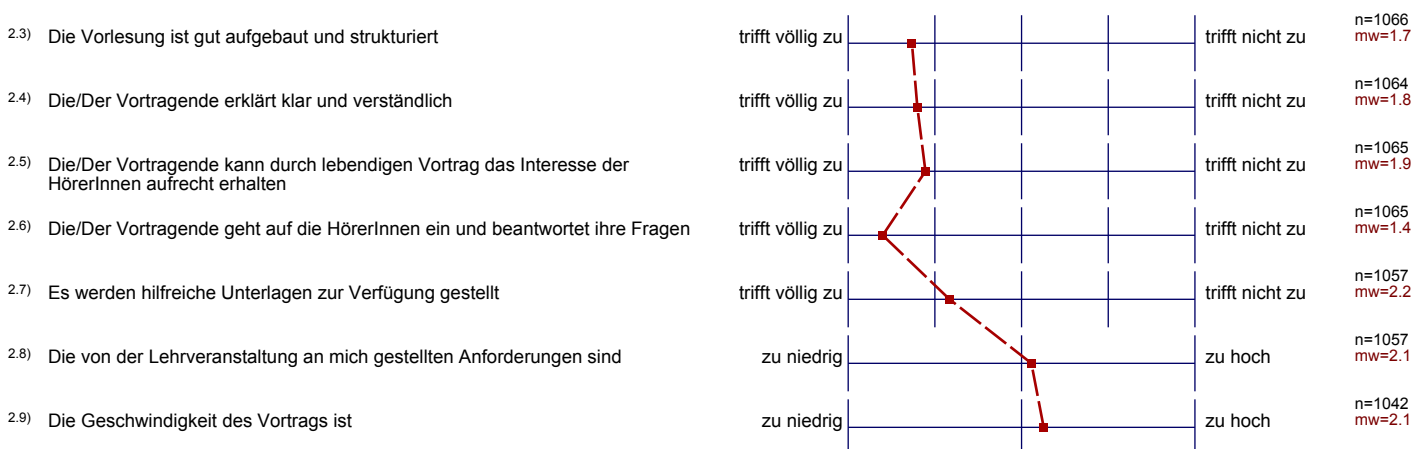 2.3) Die Vorlesung ist gut aufgebaut und strukturiert trifft völlig zu trifft nicht zu n=1066
mw=1.7
2.4) Die/Der Vortragende erklärt klar und verständlich trifft völlig zu trifft nicht zu n=1064
mw=1.8
2.5) Die/Der Vortragende kann durch lebendigen Vortrag das Interesse der
HörerInnen aufrecht erhalten trifft völlig zu trifft nicht zu n=1065
mw=1.9
2.6) Die/Der Vortragende geht auf die HörerInnen ein und beantwortet ihre Fragen trifft völlig zu trifft nicht zu n=1065
mw=1.4
2.7) Es werden hilfreiche Unterlagen zur Verfügung gestellt trifft völlig zu trifft nicht zu n=1057
mw=2.2
2.8) Die von der Lehrveranstaltung an mich gestellten Anforderungen sind zu niedrig zu hoch n=1057
mw=2.1
2.9) Die Geschwindigkeit des Vortrags ist zu niedrig zu hoch n=1042
mw=2.1